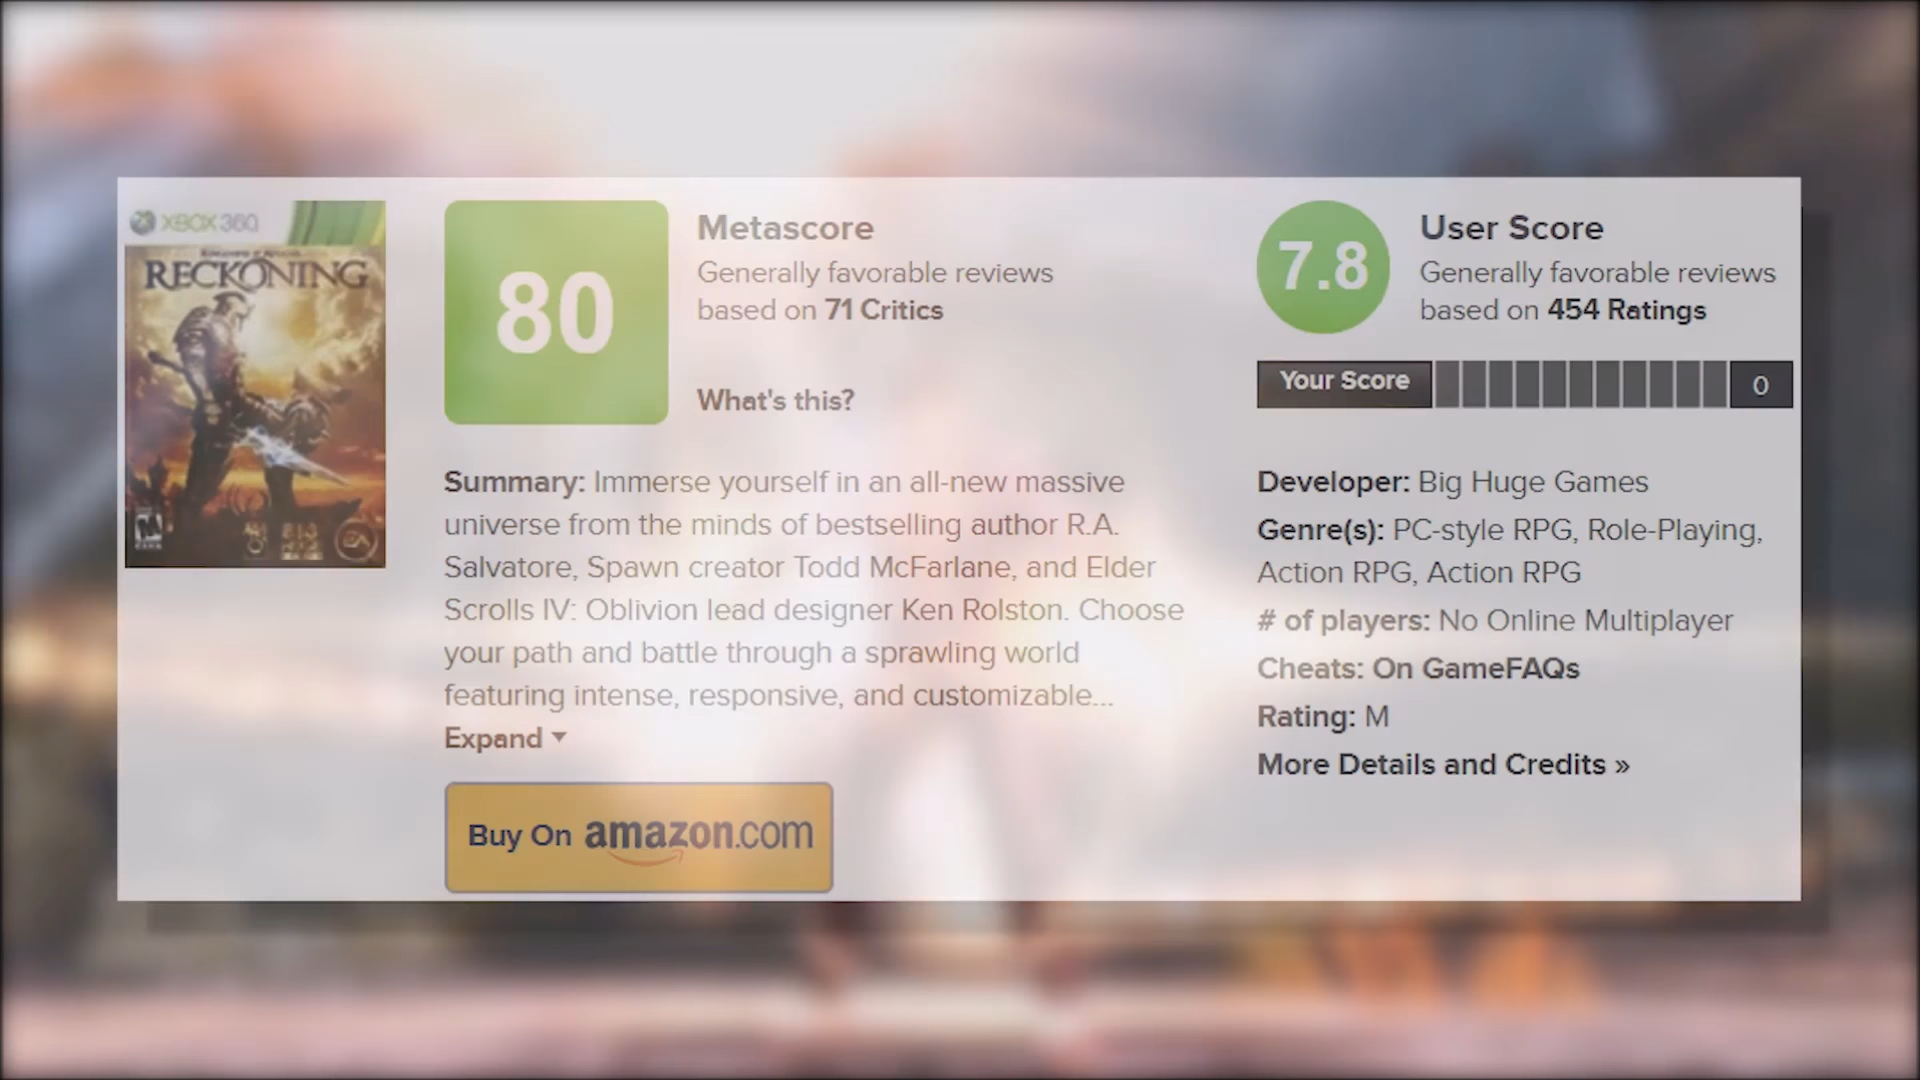 XBOX 360
RECKONING
EA
80
Metascore
Generally favorable reviews
based on 71 Critics
What's this?
Summary: Immerse yourself in an all-new massive
universe from the minds of bestselling author R.A.
Salvatore, Spawn creator Todd McFarlane, and Elder
Scrolls IV: Oblivion lead designer Ken Rolston. Choose
your path and battle through a sprawling world
featuring intense, responsive, and customizable...
Expand
Buy On amazon.com
7.8
User Score
Generally favorable reviews
based on 454 Ratings
Your Score
0
Developer: Big Huge Games
Genre(s): PC-style RPG, Role-Playing,
Action RPG, Action RPG
# of players: No Online Multiplayer
Cheats: On GameFAQs
Rating: M
More Details and Credits »